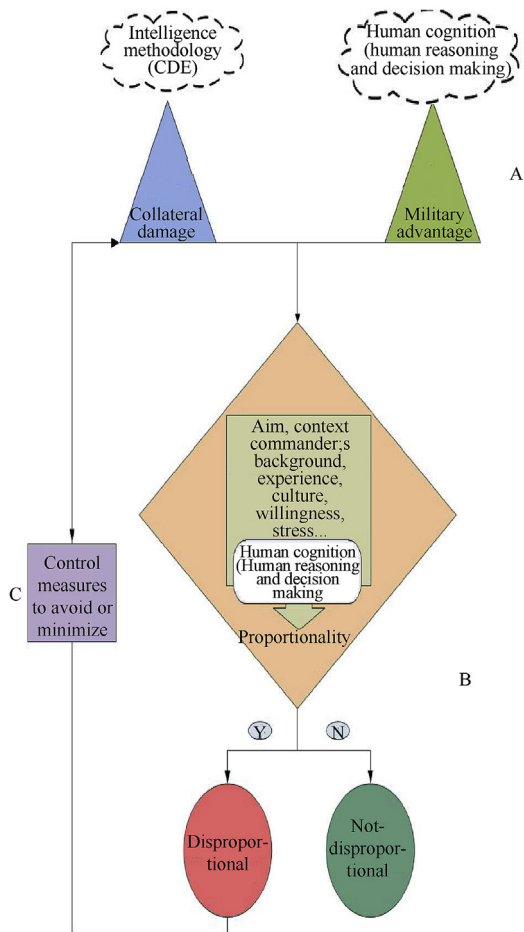 Intelligence
methodology
(CDE)
Human cognition
(human reasoning
and decision making)
A
Collateral
damage
Military
advantage
Aim, context
commander;s
background,
experience,
culture,
willingness,
stress...
Human cognition
(Human reasoning
and decision
making
Proportionality
C
Control
measures
to avoid or
minimize
B
Y
N
Dispropor-
tional
Not-
dispropor-
tional